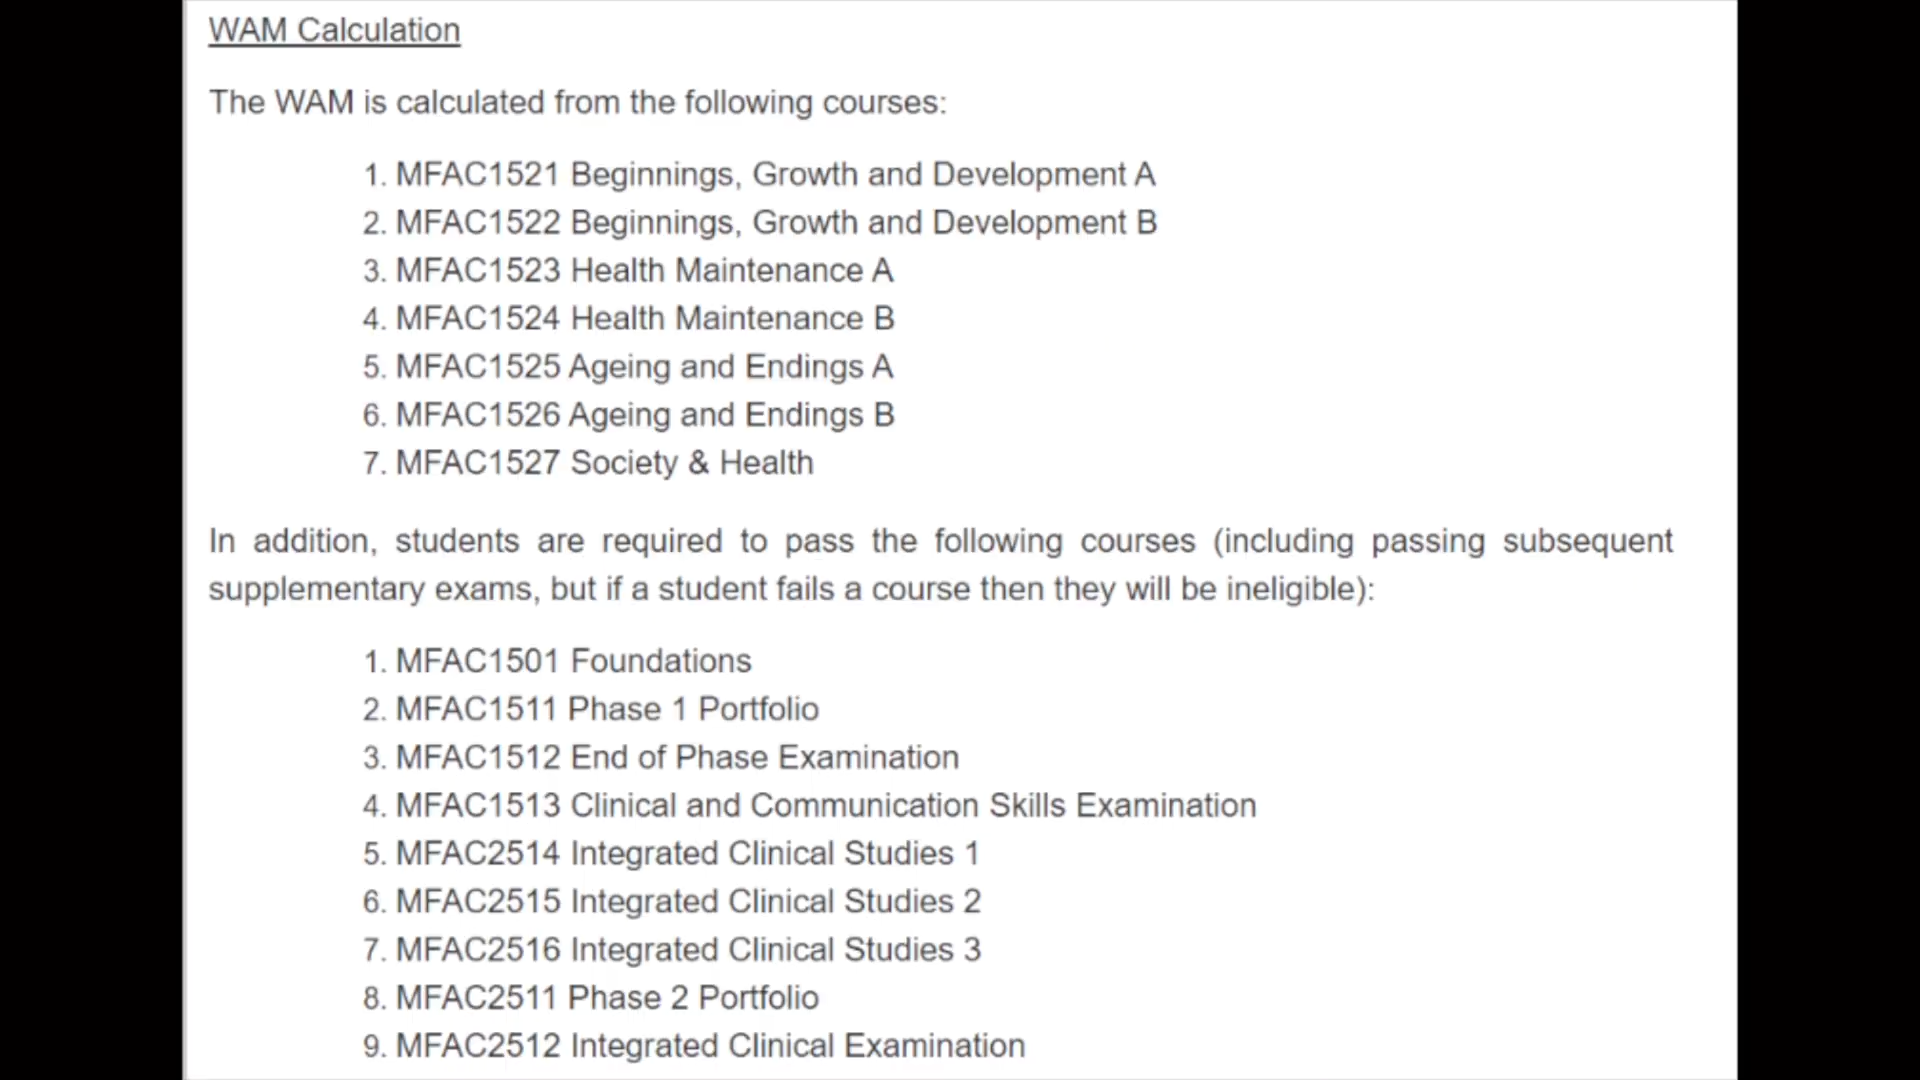 WAM Calculation
The WAM is calculated from the following courses:
1. MFAC1521 Beginnings, Growth and Development A
2. MFAC1522 Beginnings, Growth and Development B
3. MFAC1523 Health Maintenance A
4. MFAC1524 Health Maintenance B
5. MFAC1525 Ageing and Endings A
6. MFAC1526 Ageing and Endings B
7. MFAC1527 Society & Health
In addition, students are required to pass the following courses (including passing subsequent
supplementary exams, but if a student fails a course then they will be ineligible):
1. MFAC1501 Foundations
2. MFAC1511 Phase 1 Portfolio
3. MFAC1512 End of Phase Examination
4. MFAC1513 Clinical and Communication Skills Examination
5. MFAC2514 Integrated Clinical Studies 1
6. MFAC2515 Integrated Clinical Studies 2
7. MFAC2516 Integrated Clinical Studies 3
8. MFAC2511 Phase 2 Portfolio
9. MFAC2512 Integrated Clinical Examination